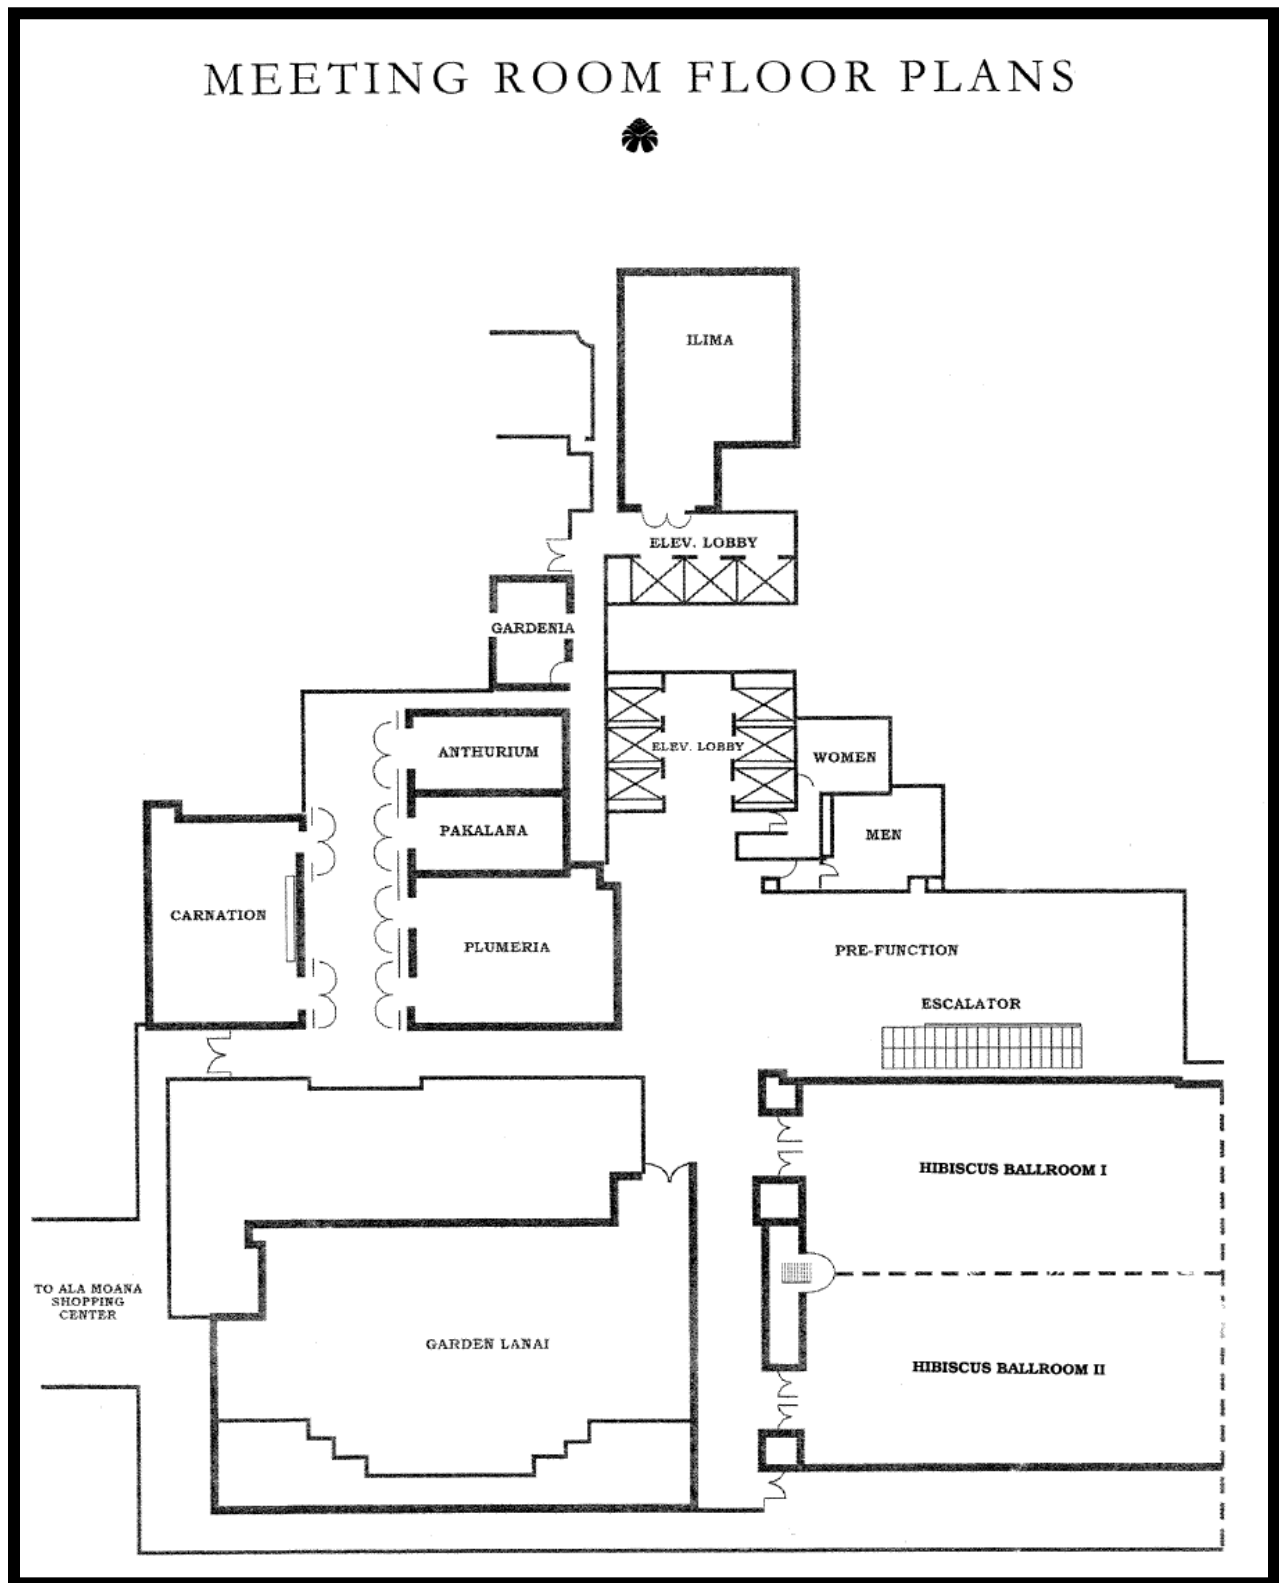 MEETING ROOM FLOOR PLANS
ILIMA
ELEV. LOBBY
GARDENIA
ANTHURIUM
ELEV. LOBBY
WOMEN
PAKALANA
MEN
CARNATION
PLUMERIA
PRE-FUNCTION
ESCALATOR
HIBISCUS BALLROOM I
TO ALA MOANA
SHOPPING
CENTER
GARDEN LANAI
HIBISCUS BALLROOM II